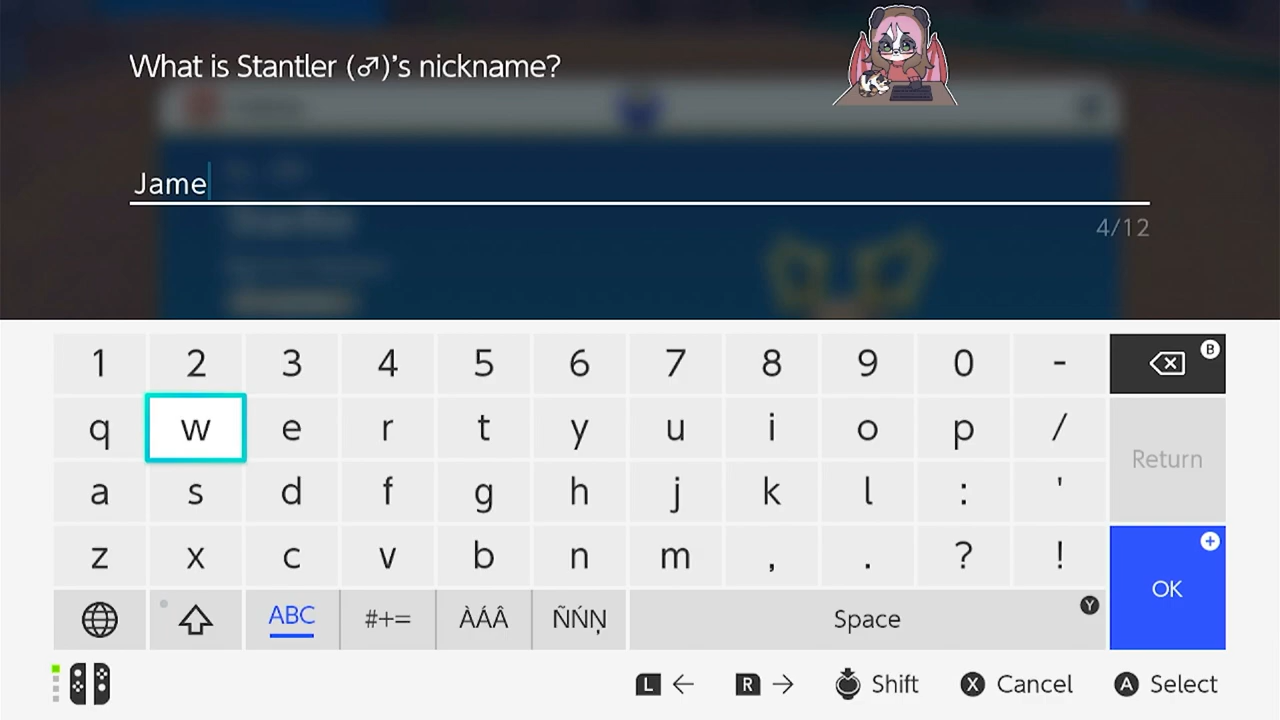 What is Stantler (♂)'s nickname?
Jame
4/12
1 2 3 4 5 6 7 8 9 0 - B
q w e r t y u i o p / Return
a s d f g h j k l : '
z x c v b n m , . ? ! + OK
ABC #+= ÀÁÂ ÑŃŅ Space Y
L ← R → Shift X Cancel A Select